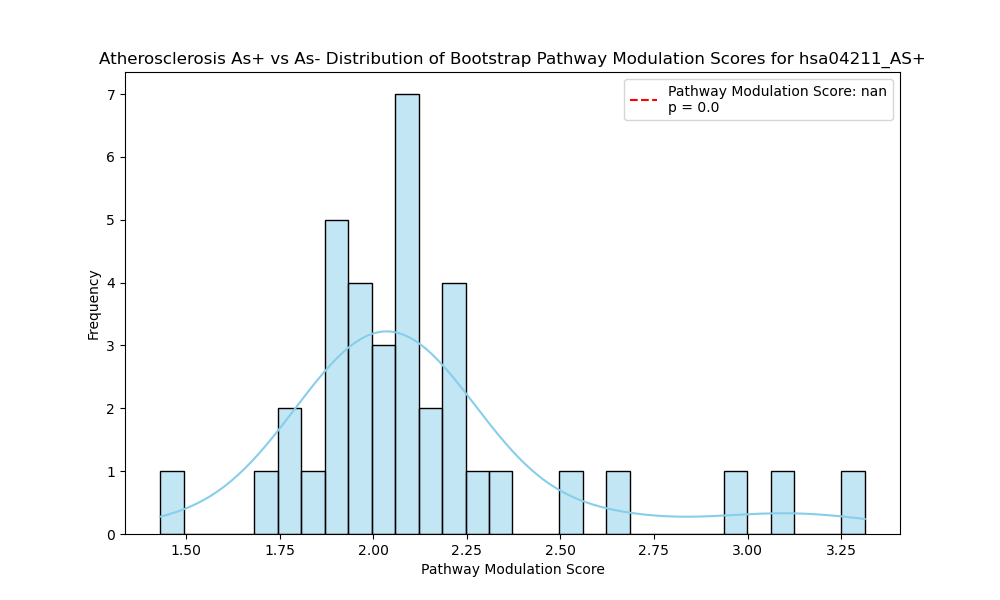 Atherosclerosis As+ vs As- Distribution of Bootstrap Pathway Modulation Scores for hsa04211_AS+
Pathway Modulation Score: nan
p = 0.0
7
6
5
4
3
2
1
0
Frequency
1.50 1.75 2.00 2.25 2.50 2.75 3.00 3.25
Pathway Modulation Score